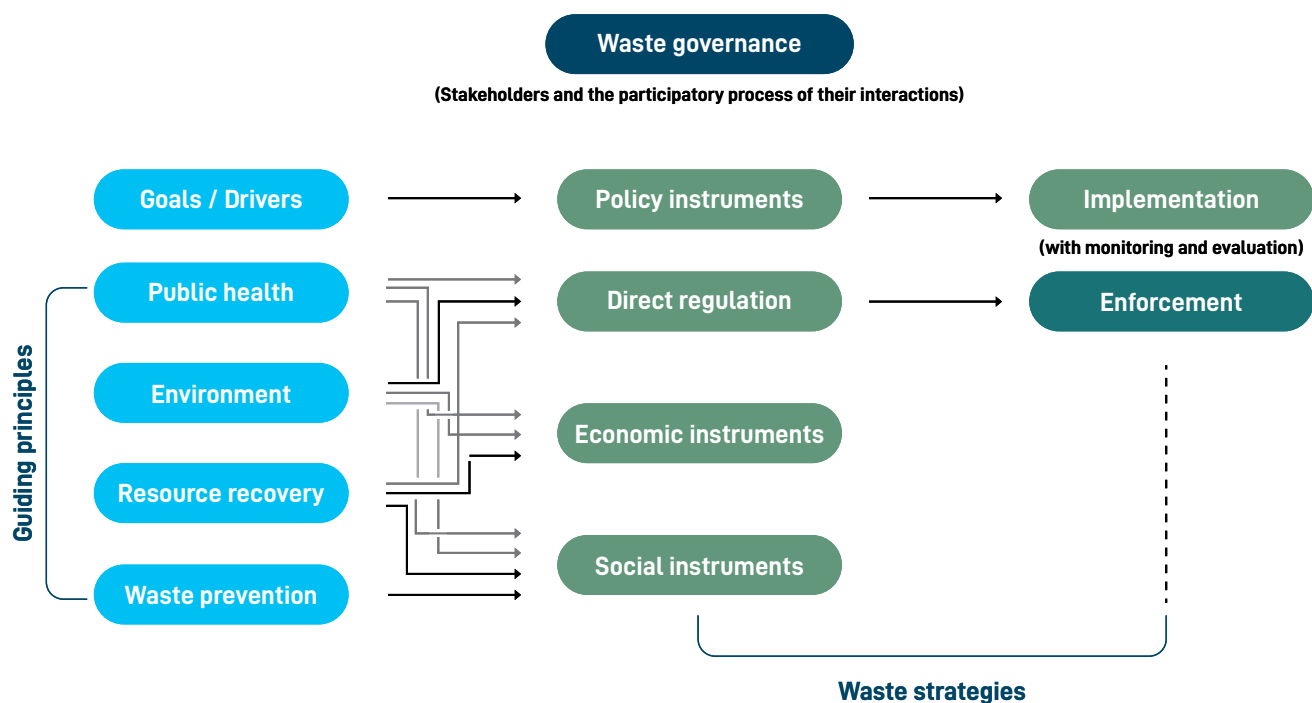 Waste governance
(Stakeholders and the participatory process of their interactions)
Goals / Drivers
Policy instruments
Implementation
(with monitoring and evaluation)
Guiding principles
Public health
Direct regulation
Enforcement
Environment
Economic instruments
Resource recovery
Social instruments
Waste prevention
Waste strategies